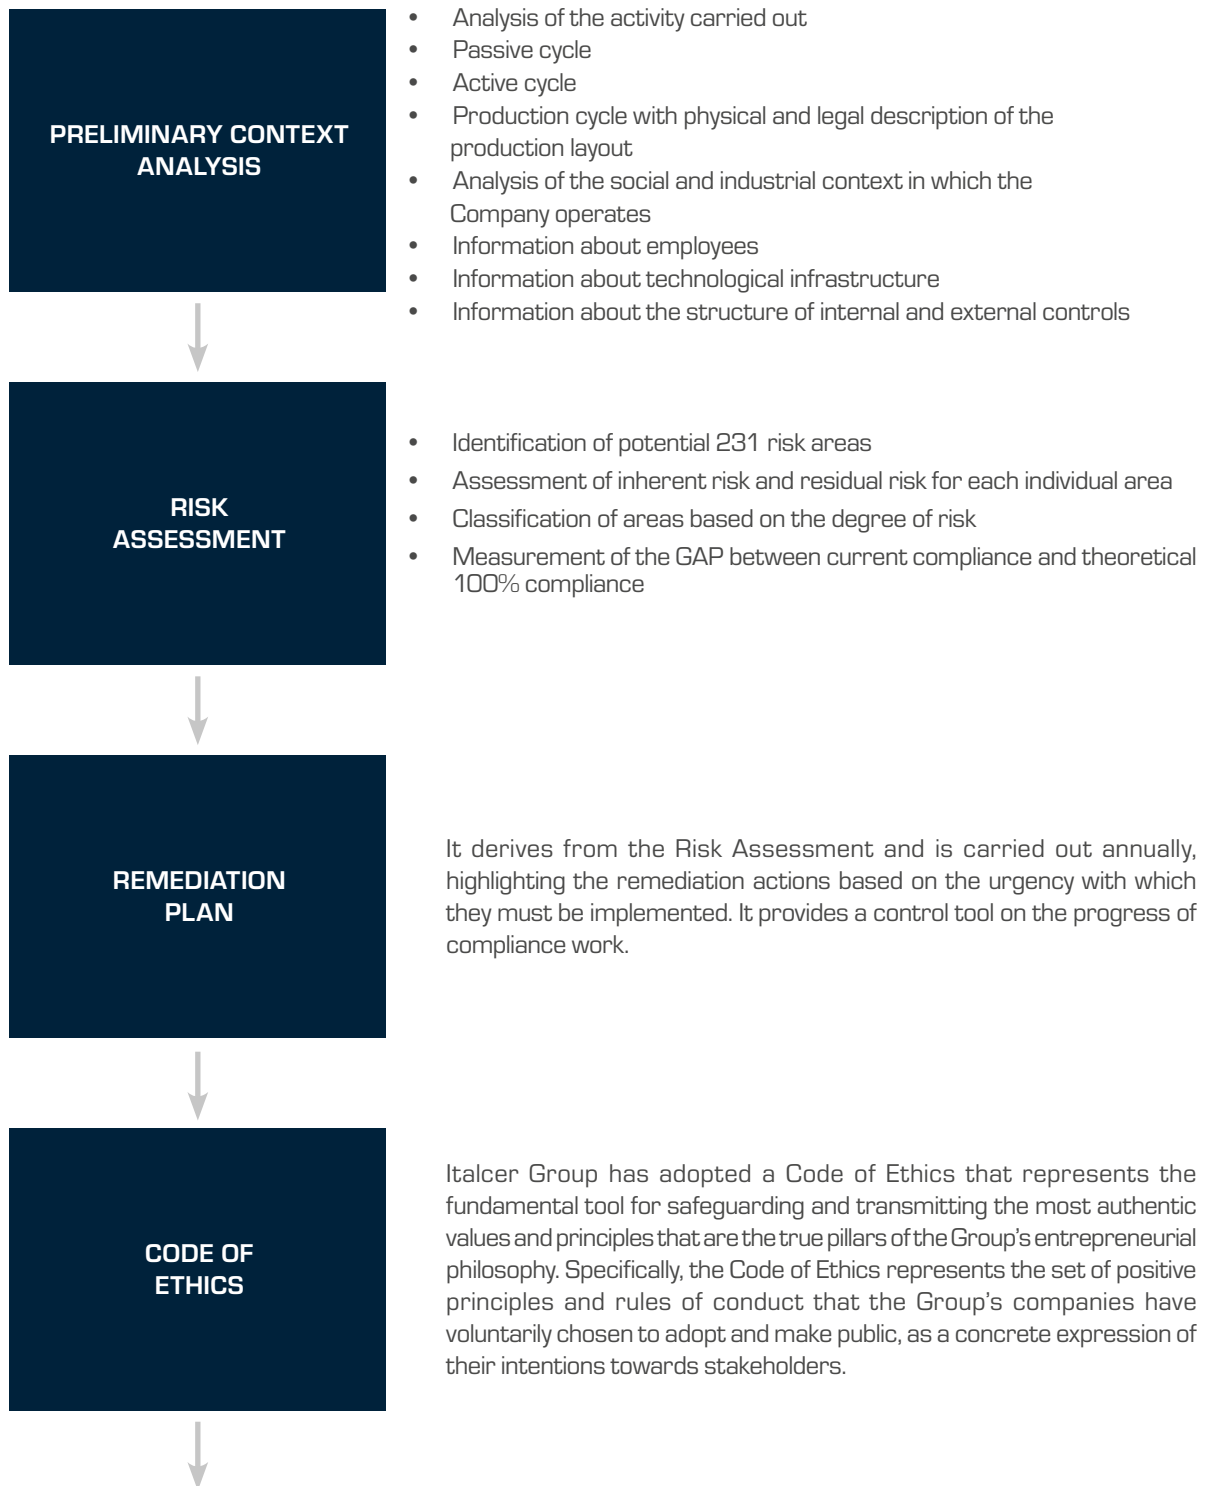 PRELIMINARY CONTEXT
ANALYSIS
• Analysis of the activity carried out
• Passive cycle
• Active cycle
• Production cycle with physical and legal description of the
production layout
• Analysis of the social and industrial context in which the
Company operates
• Information about employees
• Information about technological infrastructure
• Information about the structure of internal and external controls
RISK
ASSESSMENT
• Identification of potential 231 risk areas
• Assessment of inherent risk and residual risk for each individual area
• Classification of areas based on the degree of risk
• Measurement of the GAP between current compliance and theoretical
100% compliance
REMEDIATION
PLAN
It derives from the Risk Assessment and is carried out annually,
highlighting the remediation actions based on the urgency with which
they must be implemented. It provides a control tool on the progress of
compliance work.
CODE OF
ETHICS
Italcer Group has adopted a Code of Ethics that represents the
fundamental tool for safeguarding and transmitting the most authentic
values and principles that are the true pillars of the Group's entrepreneurial
philosophy. Specifically, the Code of Ethics represents the set of positive
principles and rules of conduct that the Group's companies have
voluntarily chosen to adopt and make public, as a concrete expression of
their intentions towards stakeholders.